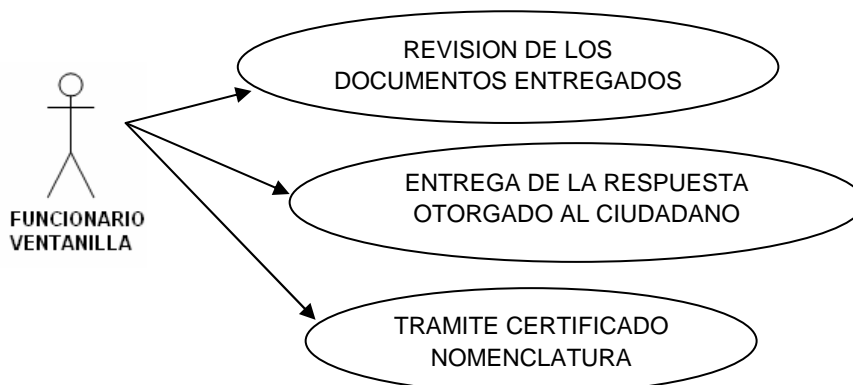 REVISION DE LOS
DOCUMENTOS ENTREGADOS
FUNCIONARIO
VENTANILLA
ENTREGA DE LA RESPUESTA
OTORGADO AL CIUDADANO
TRAMITE CERTIFICADO
NOMENCLATURA